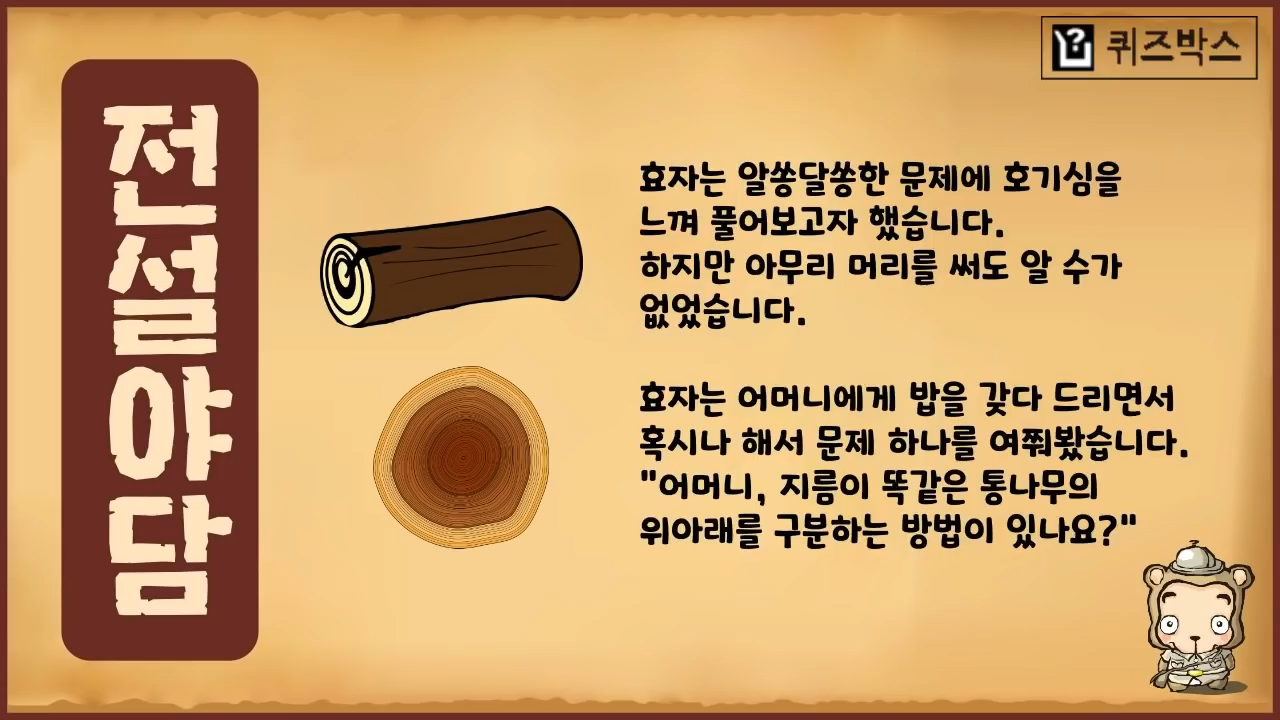 퀴즈박스
전설야담
효자는 알쏭달쏭한 문제에 호기심을
느껴 풀어보고자 했습니다.
하지만 아무리 머리를 써도 알 수가
없었습니다.
효자는 어머니에게 밥을 갖다 드리면서
혹시나 해서 문제 하나를 여쭤봤습니다.
"어머니, 지름이 똑같은 통나무의
위아래를 구분하는 방법이 있나요?"